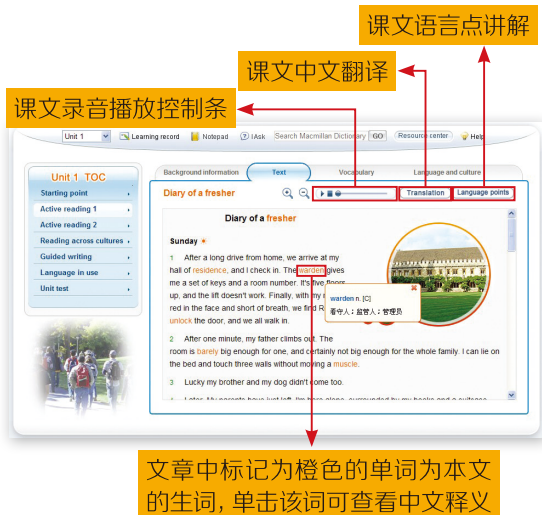 课文语言点讲解
课文中文翻译
课文录音播放控制条
Unit 1 Learning record Notepad IAsk Search Macmillan Dictionary GO Resource center Help
Unit 1 TOC
Starting point
Active reading 1
Active reading 2
Reading across cultures
Guided writing
Language in use
Unit test
Background information Text Vocabulary Language and culture
Diary of a fresher Translation Language points
Diary of a fresher
Sunday
1 After a long drive from home, we arrive at my
hall of residence, and I check in. The warden gives
me a set of keys and a room number. It's five floors
up, and the lift doesn't work. Finally, with my
red in the face and short of breath, we find R
unlock the door, and we all walk in.
warden n. [C]
看守人；监管人；管理员
2 After one minute, my father climbs out. The
room is barely big enough for one, and certainly not big enough for the whole family. I can lie on
the bed and touch three walls without moving a muscle.
3 Lucky my brother and my dog didn't come too.
文章中标记为橙色的单词为本文
的生词，单击该词可查看中文释义